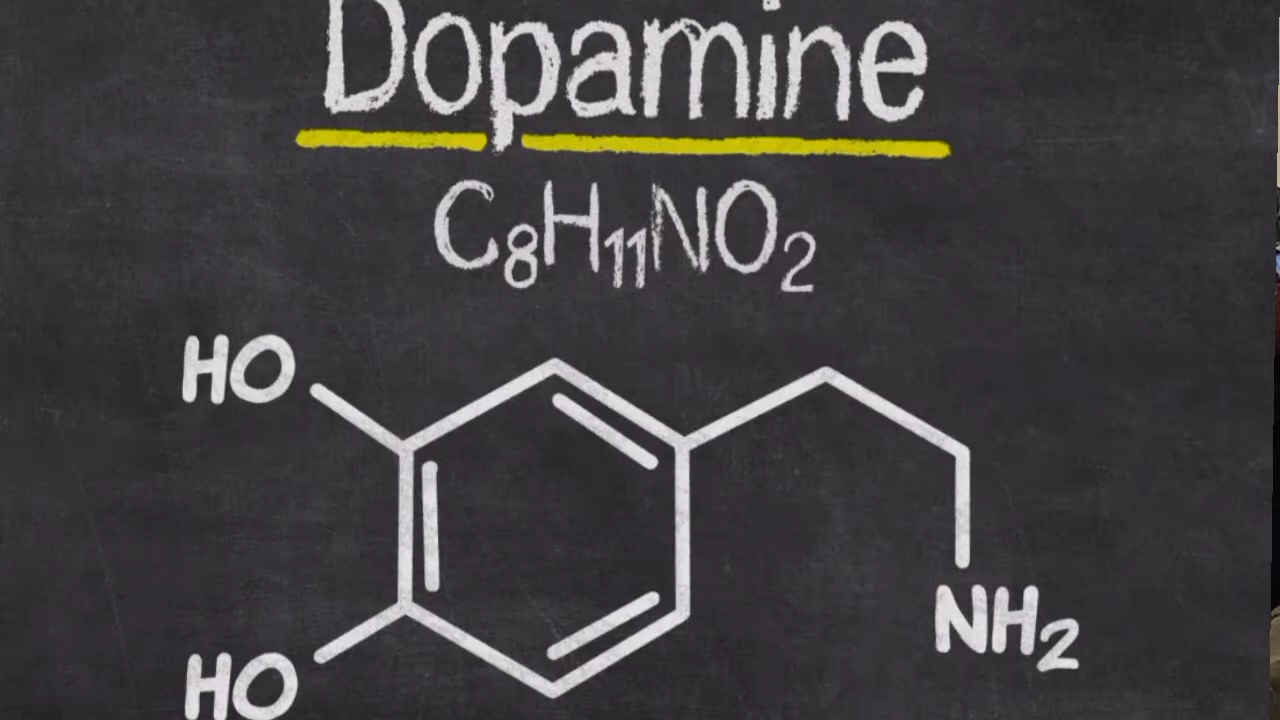 Dopamine
C₈H₁₁NO₂
HO
HO
NH₂